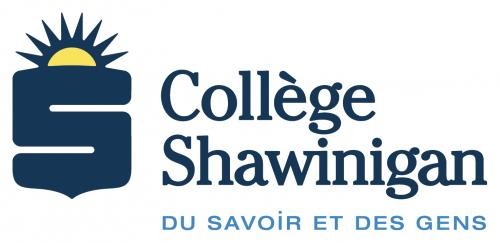 Collège
Shawinigan
DU SAVOIR ET DES GENS